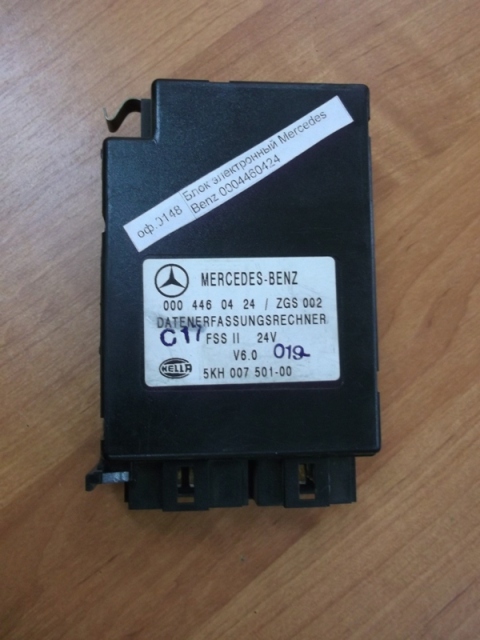 оф.9148
Блок электронный Mercedes
Benz 0004460424
MERCEDES-BENZ
000 446 04 24 / ZGS 002
DATENERFASSUNGSRECHNER
C17 FSS II 24V
V6.0 019
HELLA
5KH 007 501-00